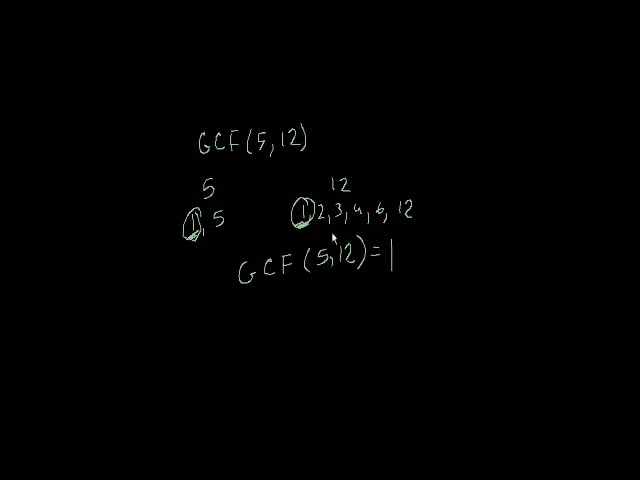 GCF(5,12)
5 12
1, 5 1, 2, 3, 4, 6, 12
GCF(5,12)=1